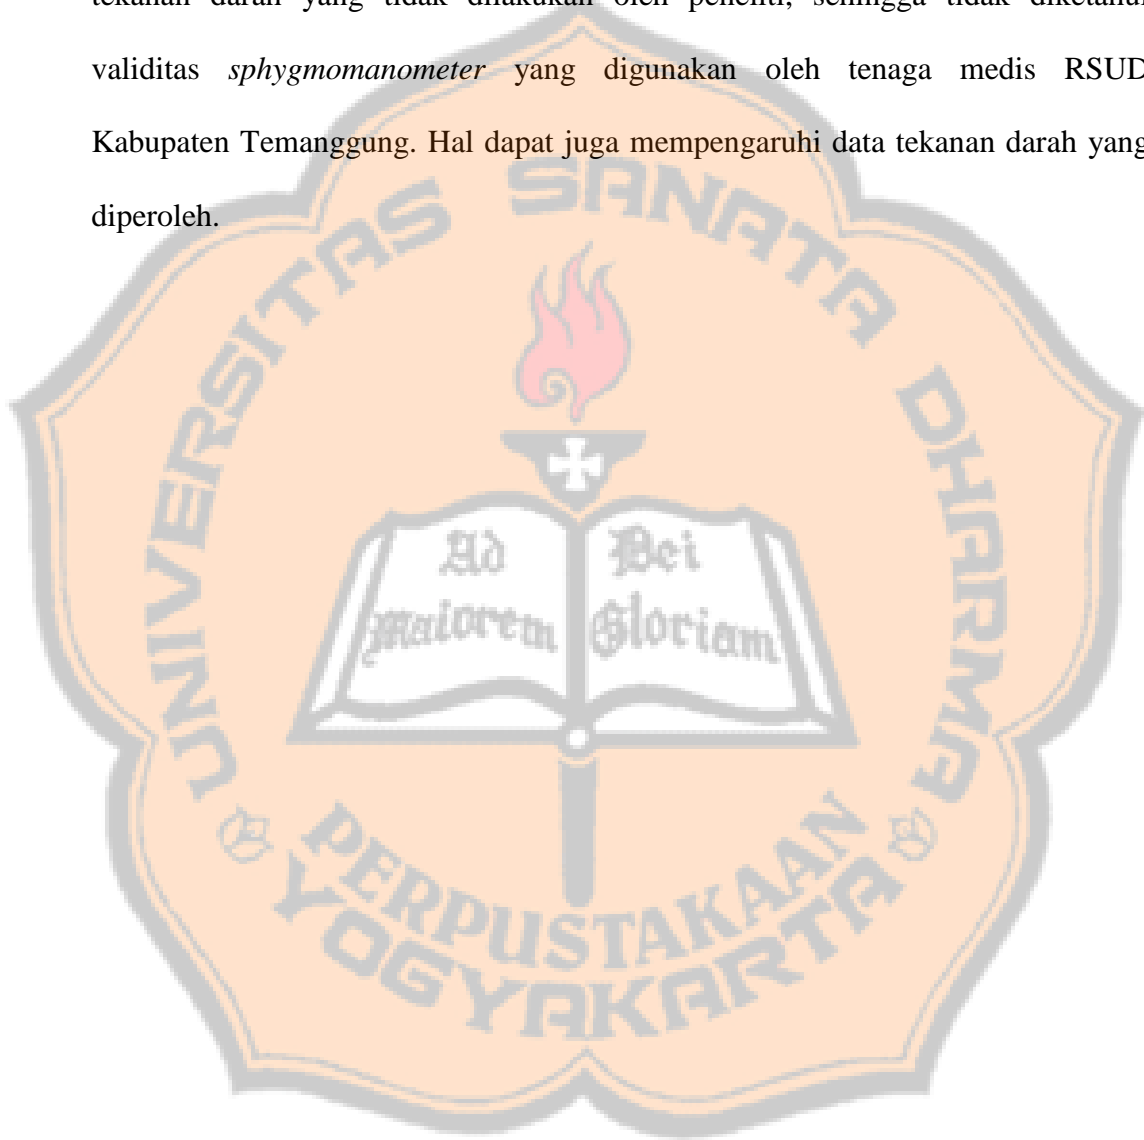 tekanan darah yang tidak dilakukan oleh peneliti, sehingga tidak diketahui
validitas sphygmomanometer yang digunakan oleh tenaga medis RSUD
Kabupaten Temanggung. Hal dapat juga mempengaruhi data tekanan darah yang
diperoleh.
UNIVERSITAS SANATA DHARMA
Ad Dei
Maiorem Gloriam
PERPUSTAKAAN
YOGYAKARTA